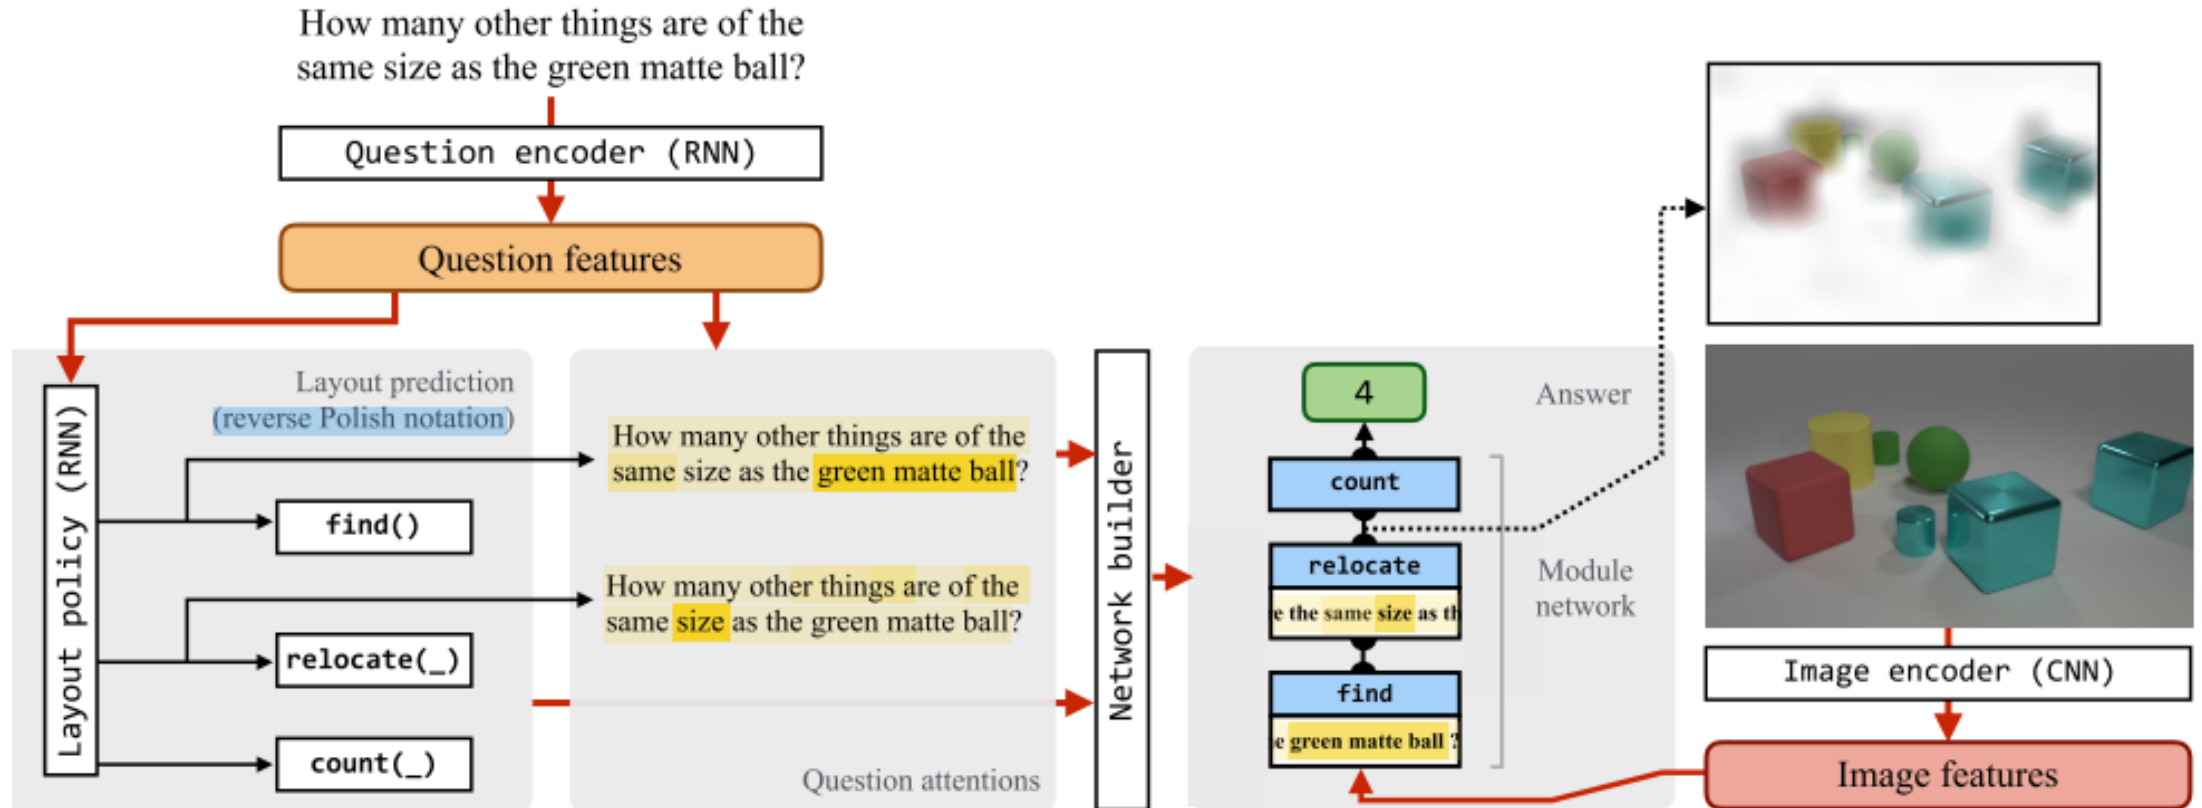 How many other things are of the
same size as the green matte ball?
Question encoder (RNN)
Question features
Layout policy (RNN)
Layout prediction
(reverse Polish notation)
find()
relocate(_)
count(_)
How many other things are of the
same size as the green matte ball?
How many other things are of the
same size as the green matte ball?
Question attentions
Network builder
4
Answer
count
relocate
e the same size as th
find
e green matte ball ?
Module
network
Image encoder (CNN)
Image features